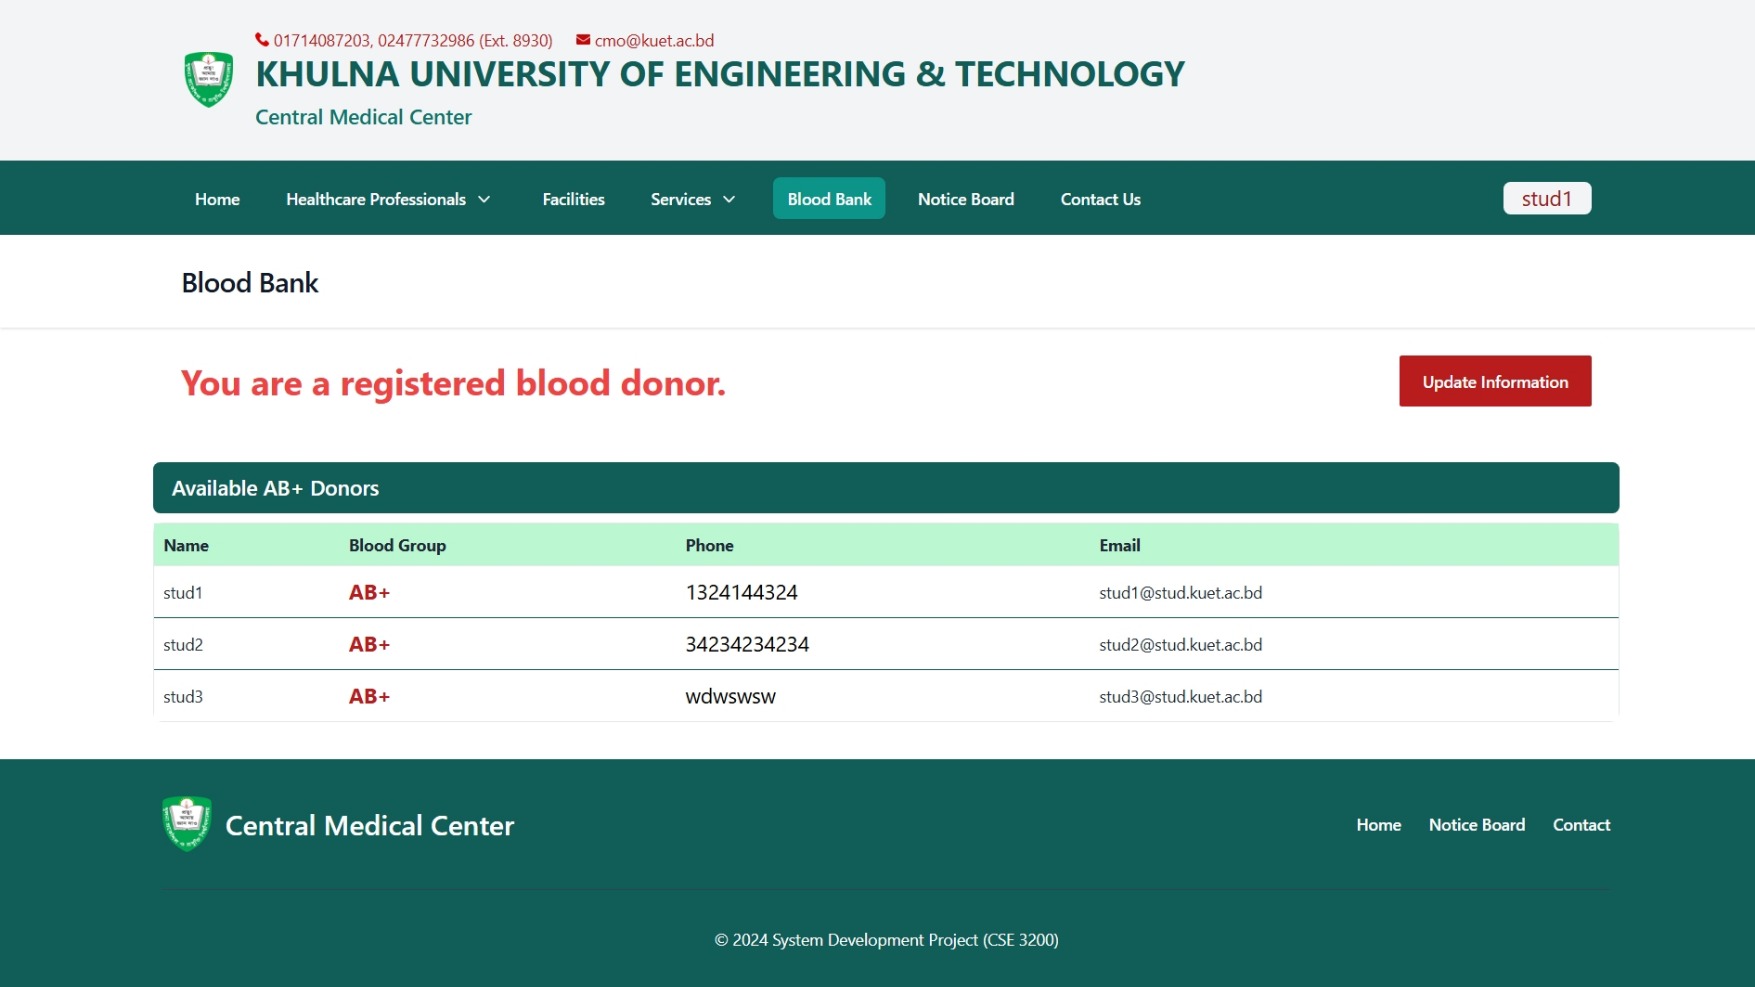 01714087203, 02477732986 (Ext. 8930) cmo@kuet.ac.bd
KHULNA UNIVERSITY OF ENGINEERING & TECHNOLOGY
Central Medical Center
Home Healthcare Professionals Facilities Services Blood Bank Notice Board Contact Us stud1
Blood Bank
You are a registered blood donor. Update Information
Available AB+ Donors
Name Blood Group Phone Email
stud1 AB+ 1324144324 stud1@stud.kuet.ac.bd
stud2 AB+ 34234234234 stud2@stud.kuet.ac.bd
stud3 AB+ wdwswsw stud3@stud.kuet.ac.bd
Central Medical Center Home Notice Board Contact
© 2024 System Development Project (CSE 3200)